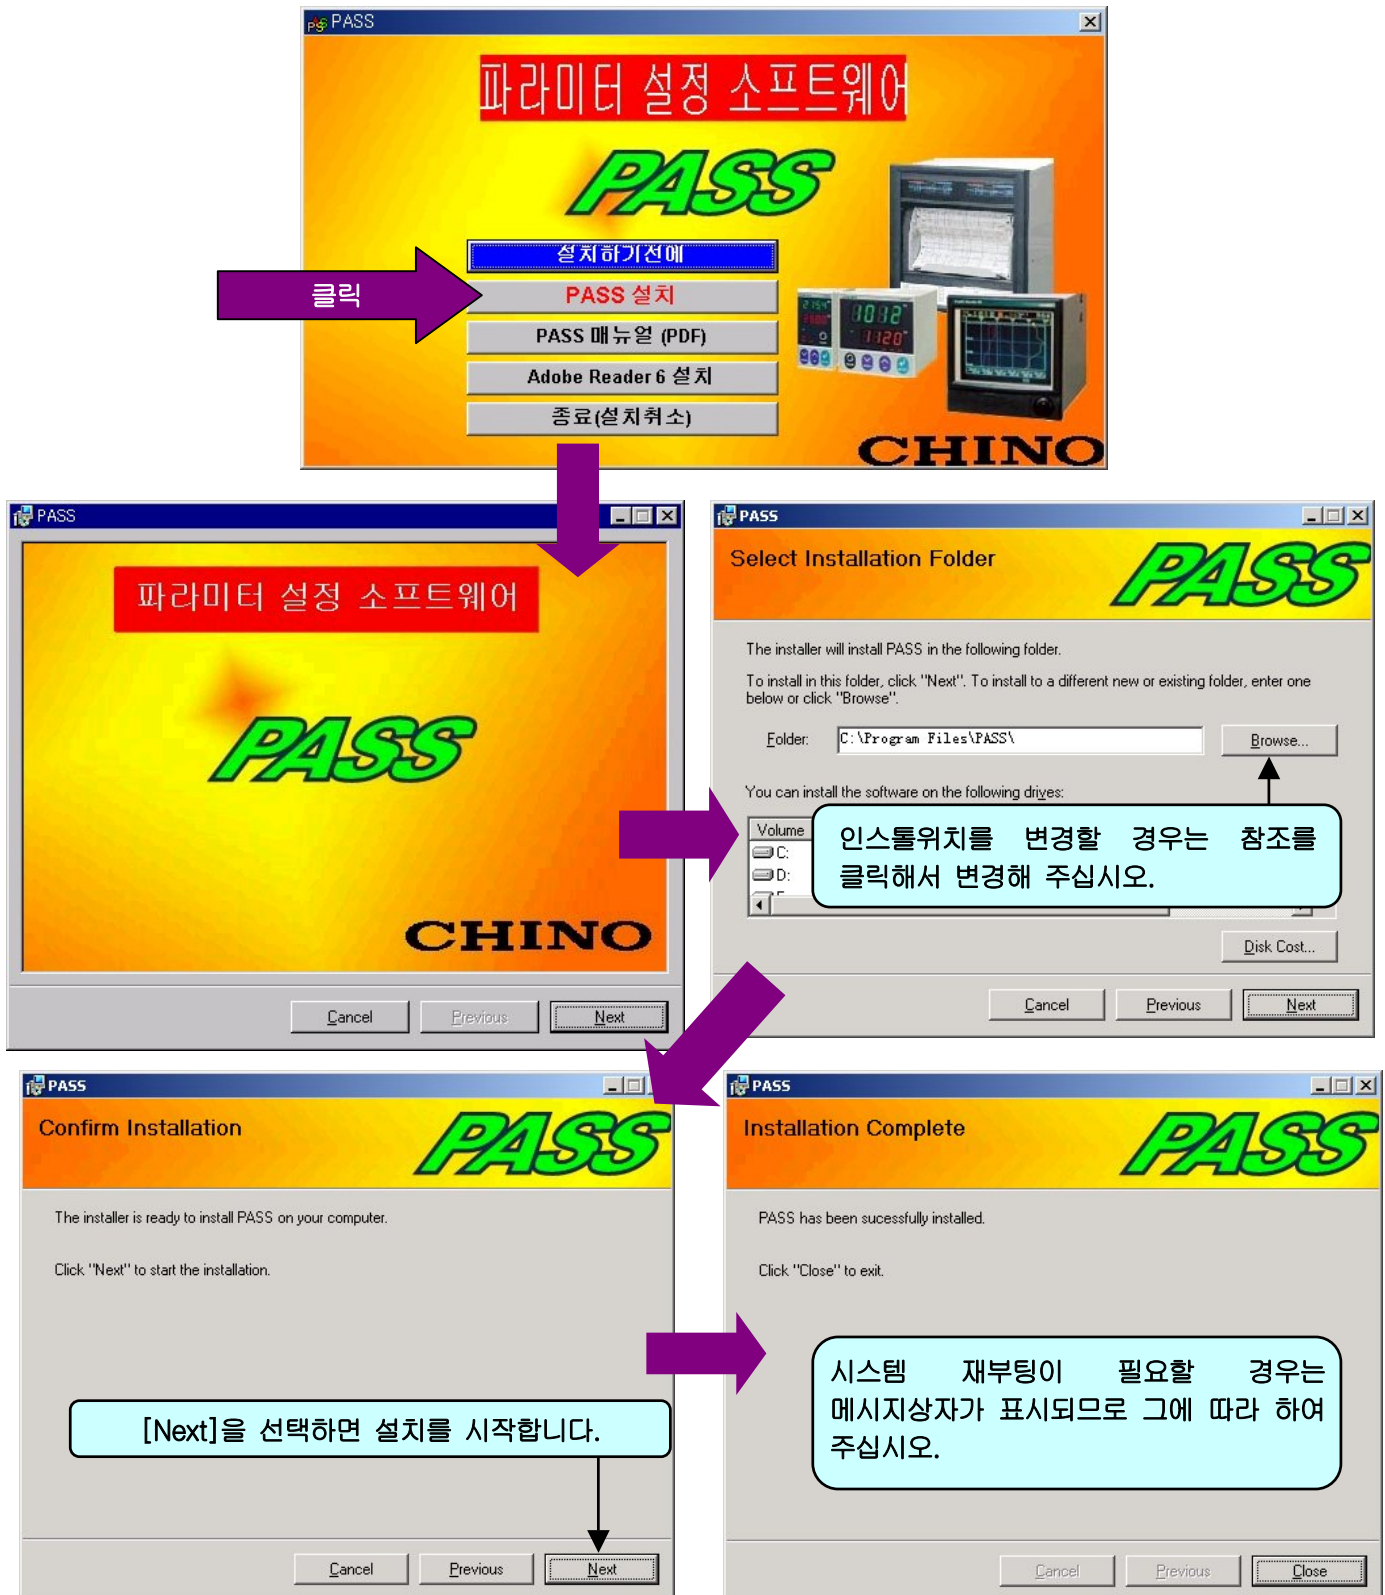 PASS
파라미터 설정 소프트웨어
PASS
설치하기전에
클릭
PASS 설치
PASS 매뉴얼 (PDF)
Adobe Reader 6 설치
종료(설치취소)
1012
1120
CHINO
PASS
파라미터 설정 소프트웨어
PASS
CHINO
Cancel
Previous
Next
PASS
Select Installation Folder
PASS
The installer will install PASS in the following folder.
To install in this folder, click "Next". To install to a different new or existing folder, enter one
below or click "Browse".
Folder:
C:\Program Files\PASS\
Browse...
You can install the software on the following drives:
Volume
C:
D:
인스톨위치를 변경할 경우는 참조를
클릭해서 변경해 주십시오.
Disk Cost...
Cancel
Previous
Next
PASS
Confirm Installation
PASS
The installer is ready to install PASS on your computer.
Click "Next" to start the installation.
[Next]을 선택하면 설치를 시작합니다.
Cancel
Previous
Next
PASS
Installation Complete
PASS
PASS has been sucessfully installed.
Click "Close" to exit.
시스템 재부팅이 필요할 경우는
메시지상자가 표시되므로 그에 따라 하여
주십시오.
Cancel
Previous
Close